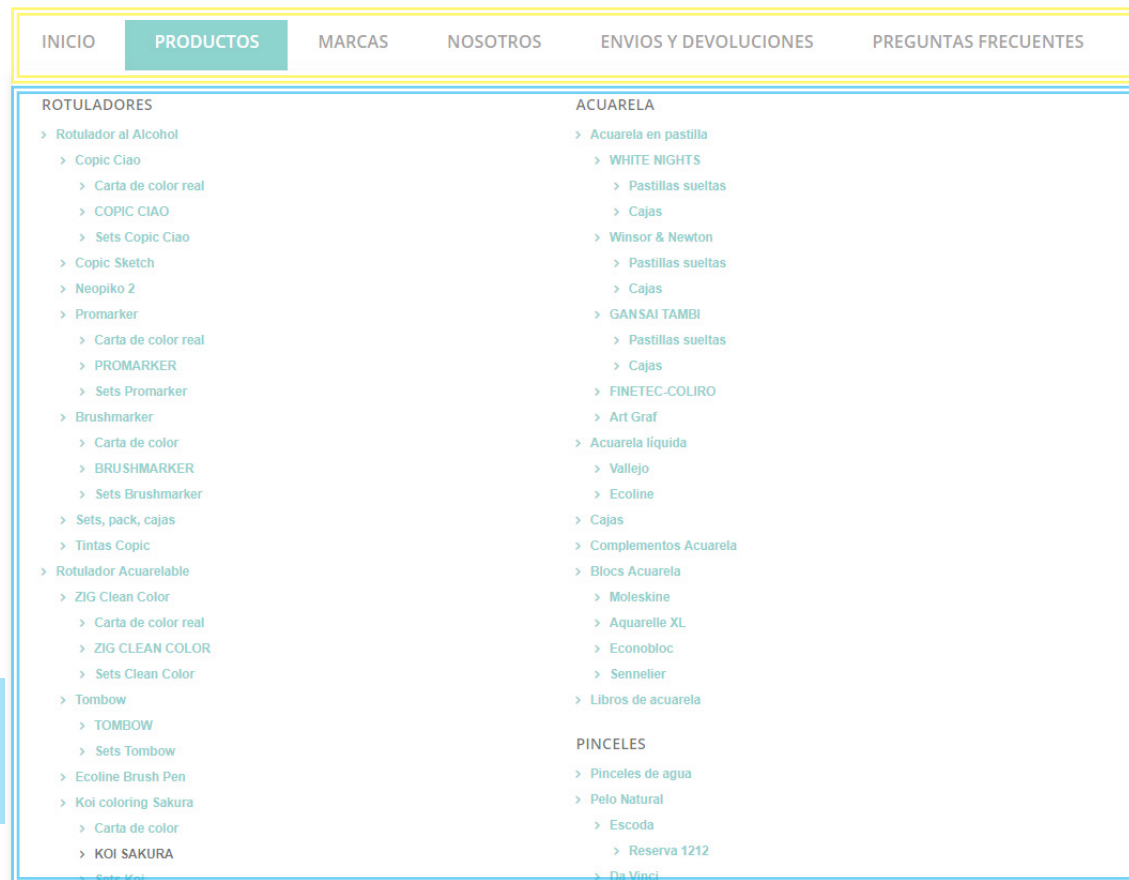 INICIO PRODUCTOS MARCAS NOSOTROS ENVIOS Y DEVOLUCIONES PREGUNTAS FRECUENTES
ROTULADORES
Rotulador al Alcohol
Copic Ciao
Carta de color real
COPIC CIAO
Sets Copic Ciao
Copic Sketch
Neopiko 2
Promarker
Carta de color real
PROMARKER
Sets Promarker
Brushmarker
Carta de color
BRUSHMARKER
Sets Brushmarker
Sets, pack, cajas
Tintas Copic
Rotulador Acuarelable
ZIG Clean Color
Carta de color real
ZIG CLEAN COLOR
Sets Clean Color
Tombow
TOMBOW
Sets Tombow
Ecoline Brush Pen
Koi coloring Sakura
Carta de color
KOI SAKURA
Sets Koi
ACUARELA
Acuarela en pastilla
WHITE NIGHTS
Pastillas sueltas
Cajas
Winsor & Newton
Pastillas sueltas
Cajas
GANSAI TAMBI
Pastillas sueltas
Cajas
FINETEC-COLIRO
Art Graf
Acuarela líquida
Vallejo
Ecoline
Cajas
Complementos Acuarela
Blocs Acuarela
Moleskine
Aquarelle XL
Econobloc
Sennelier
Libros de acuarela
PINCELES
Pinceles de agua
Pelo Natural
Escoda
Reserva 1212
Da Vinci